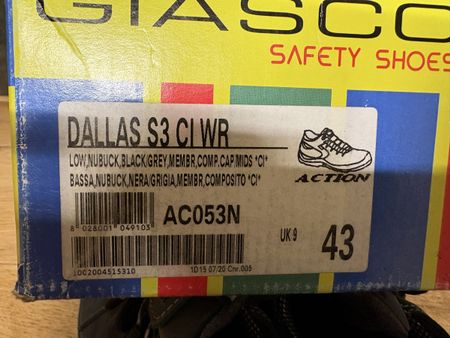 GIASCO
SAFETY SHOES
DALLAS S3 CI WR
LOW,NUBUCK,BLACK/GREY,MEMBR,COMP.CAP/MIDS *CI*
BASSA,NUBUCK,NERA/GRIGIA,MEMBR,COMPOSITO *CI*
ACTION
8 028001 049103
AC053N
UK 9
43
1002004515310
1D15 07/20 Cnr.005